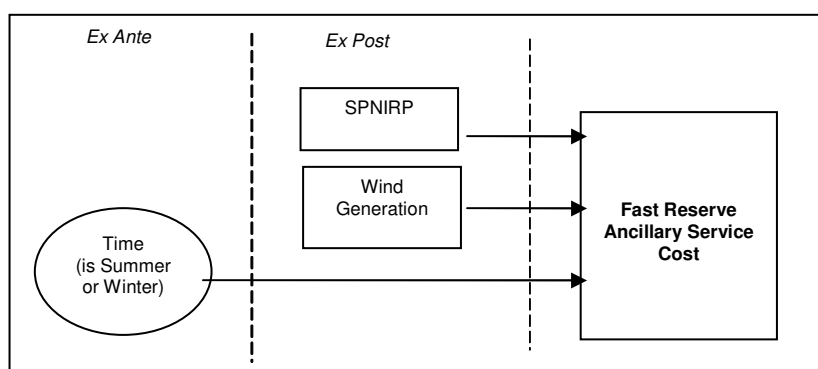 Ex Ante
Ex Post
SPNIRP
Wind
Generation
Fast Reserve
Ancillary Service
Cost
Time
(is Summer
or Winter)